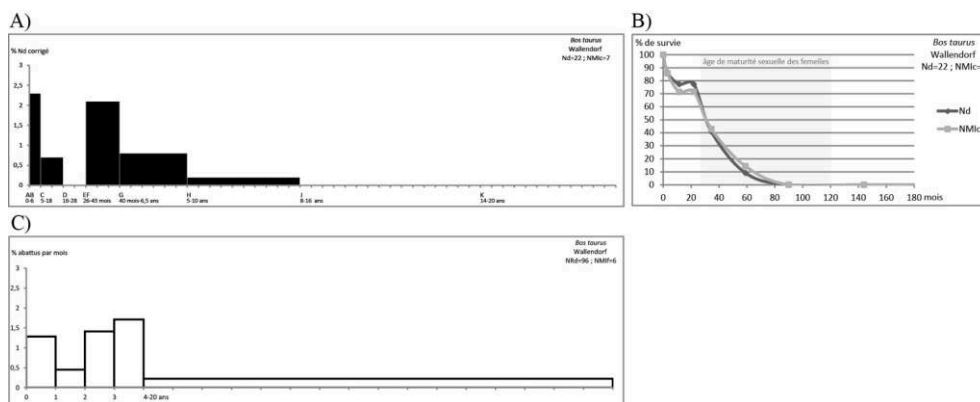 A)
% Nd corrigé
Bos taurus
Wallendorf
Nd=22 ; NMIc=7
3
2,5
2
1,5
1
0,5
0
AB C D EF G H I K
0-6 5-18 16-28 26-43 mois 40 mois-6,5 ans 5-10 ans 8-16 ans 14-20 ans
B)
% de survie
Bos taurus
Wallendorf
Nd=22 ; NMIc=
âge de maturité sexuelle des femelles
100
90
80
70
60
50
40
30
20
10
0
Nd
NMIc
0 20 40 60 80 100 120 140 160 180
mois
C)
% abattus par mois
Bos taurus
Wallendorf
NRd=96 ; NMIf=6
3
2,5
2
1,5
1
0,5
0
0 1 2 3 4-20 ans